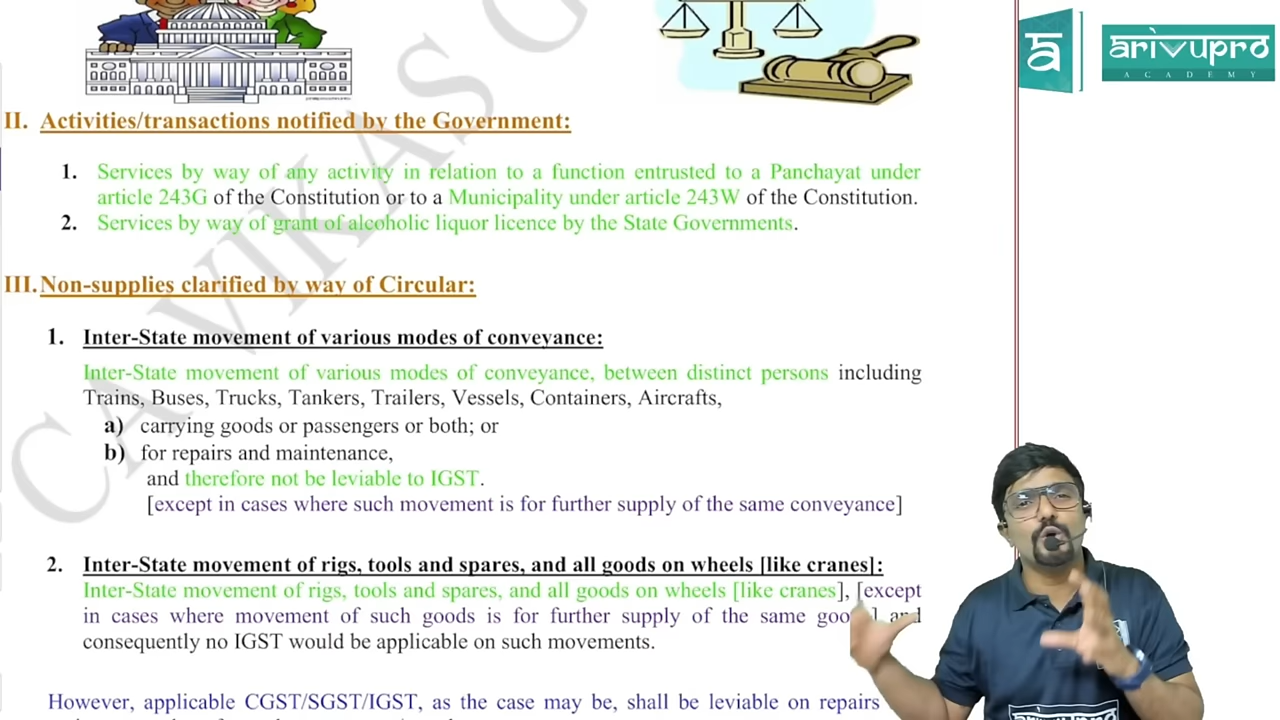 ā arivupro
ACADEMY
II. Activities/transactions notified by the Government:
1. Services by way of any activity in relation to a function entrusted to a Panchayat under
article 243G of the Constitution or to a Municipality under article 243W of the Constitution.
2. Services by way of grant of alcoholic liquor licence by the State Governments.
III. Non-supplies clarified by way of Circular:
1. Inter-State movement of various modes of conveyance:
Inter-State movement of various modes of conveyance, between distinct persons including
Trains, Buses, Trucks, Tankers, Trailers, Vessels, Containers, Aircrafts,
a) carrying goods or passengers or both; or
b) for repairs and maintenance,
and therefore not be leviable to IGST.
[except in cases where such movement is for further supply of the same conveyance]
2. Inter-State movement of rigs, tools and spares, and all goods on wheels [like cranes]:
Inter-State movement of rigs, tools and spares, and all goods on wheels [like cranes], [except
in cases where movement of such goods is for further supply of the same goo ] and
consequently no IGST would be applicable on such movements.
However, applicable CGST/SGST/IGST, as the case may be, shall be leviable on repairs
CA VIKAS G